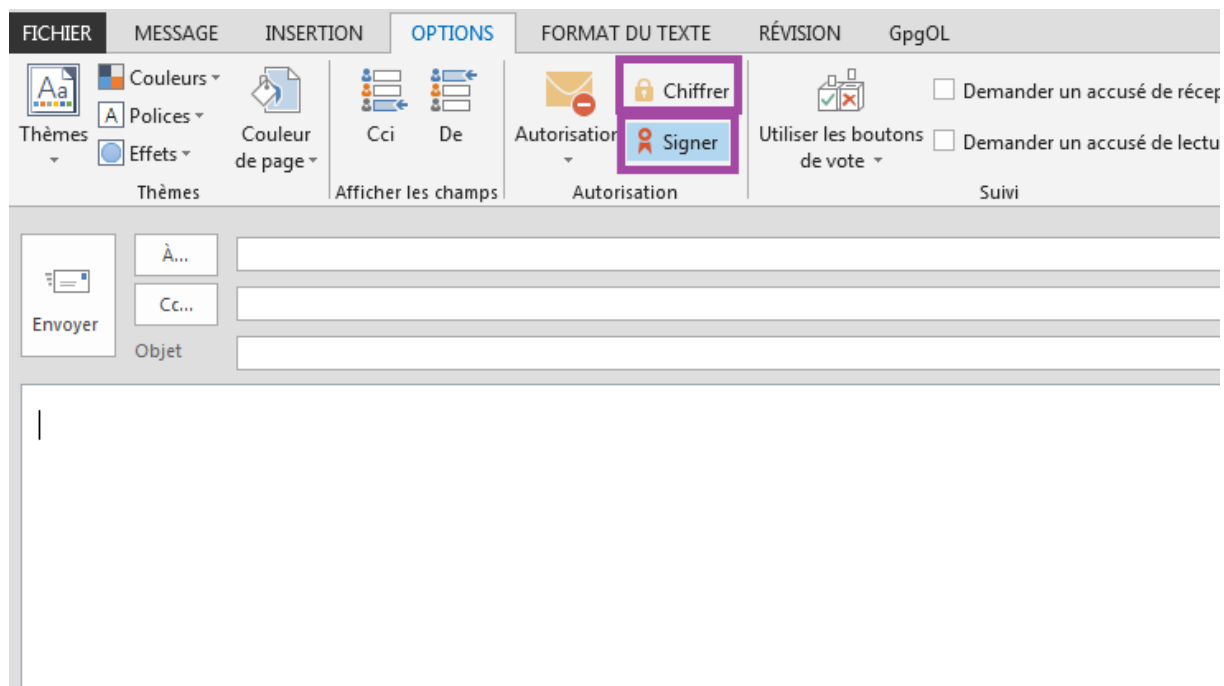 FICHIER MESSAGE INSERTION OPTIONS FORMAT DU TEXTE RÉVISION GpgOL
Aa Couleurs Chiffrer Demander un accusé de récep
A Polices
Thèmes Couleur Cci De Autorisation Signer Utiliser les boutons Demander un accusé de lectu
Effets de page de vote
Thèmes Afficher les champs Autorisation Suivi
À...
Cc...
Envoyer
Objet